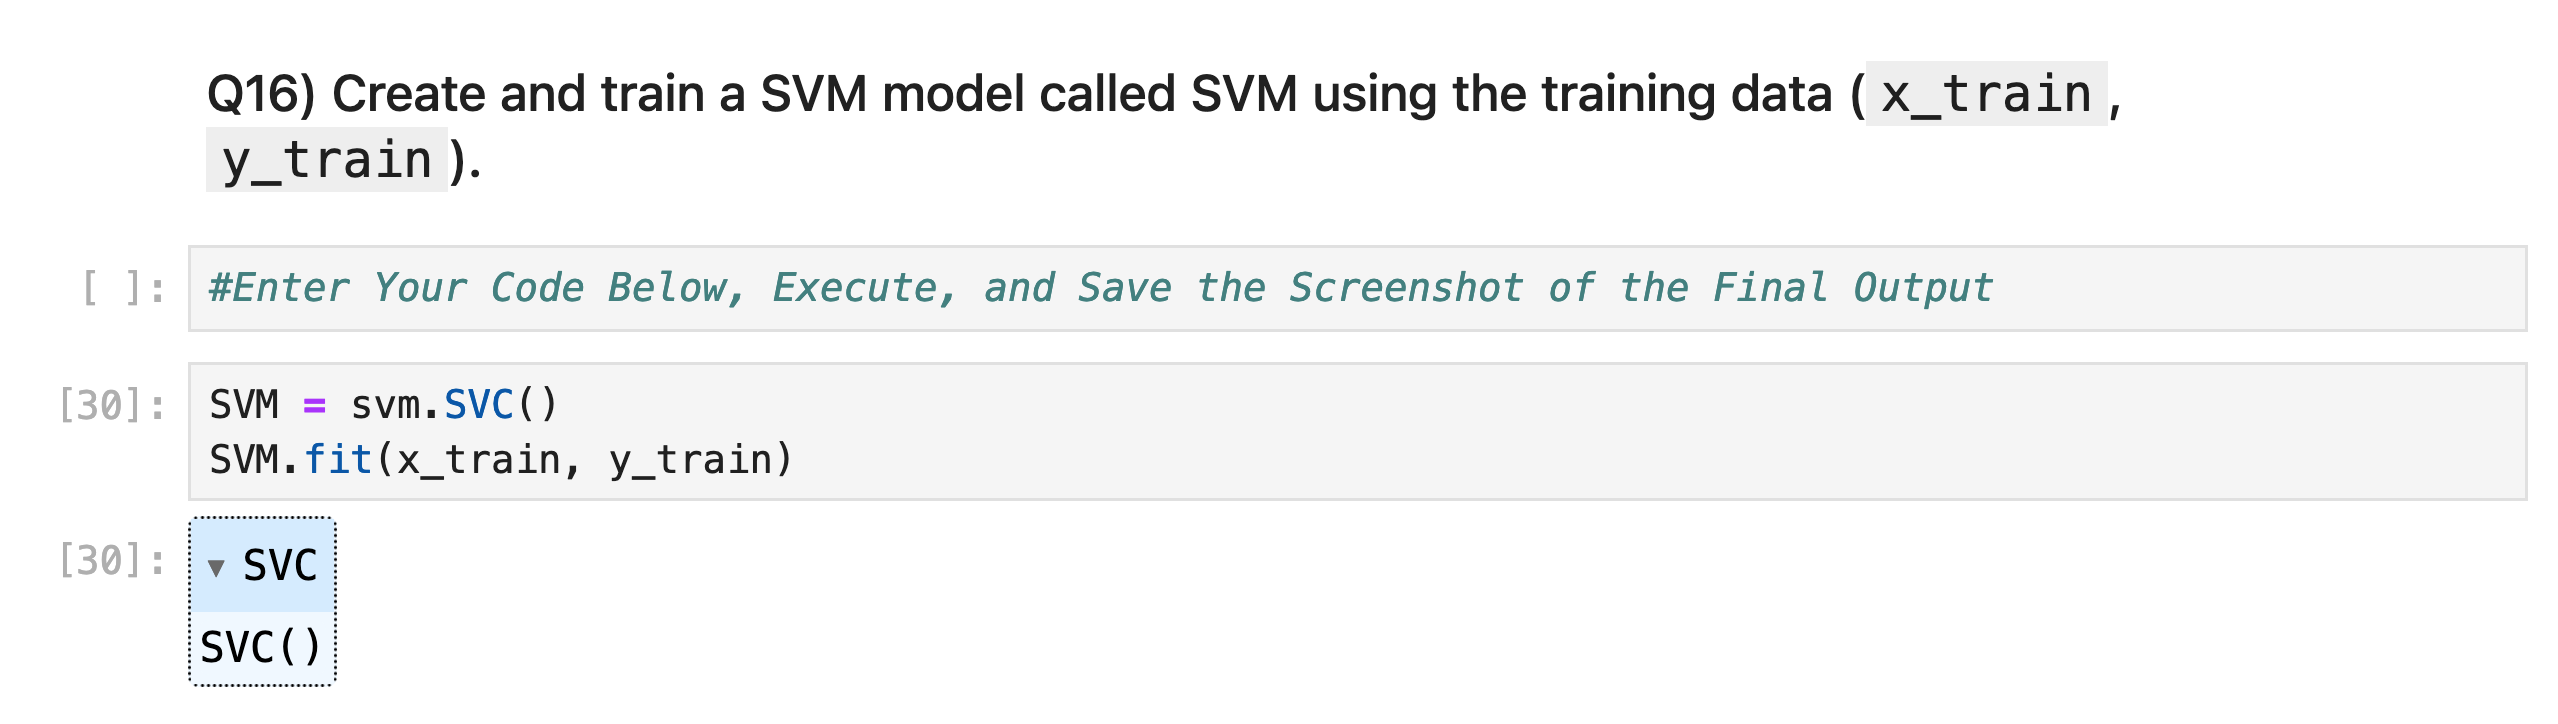 Q16) Create and train a SVM model called SVM using the training data ( x_train ,
y_train ).
[ ]: #Enter Your Code Below, Execute, and Save the Screenshot of the Final Output
[30]: SVM = svm.SVC()
SVM.fit(x_train, y_train)
[30]: ▼ SVC
SVC()